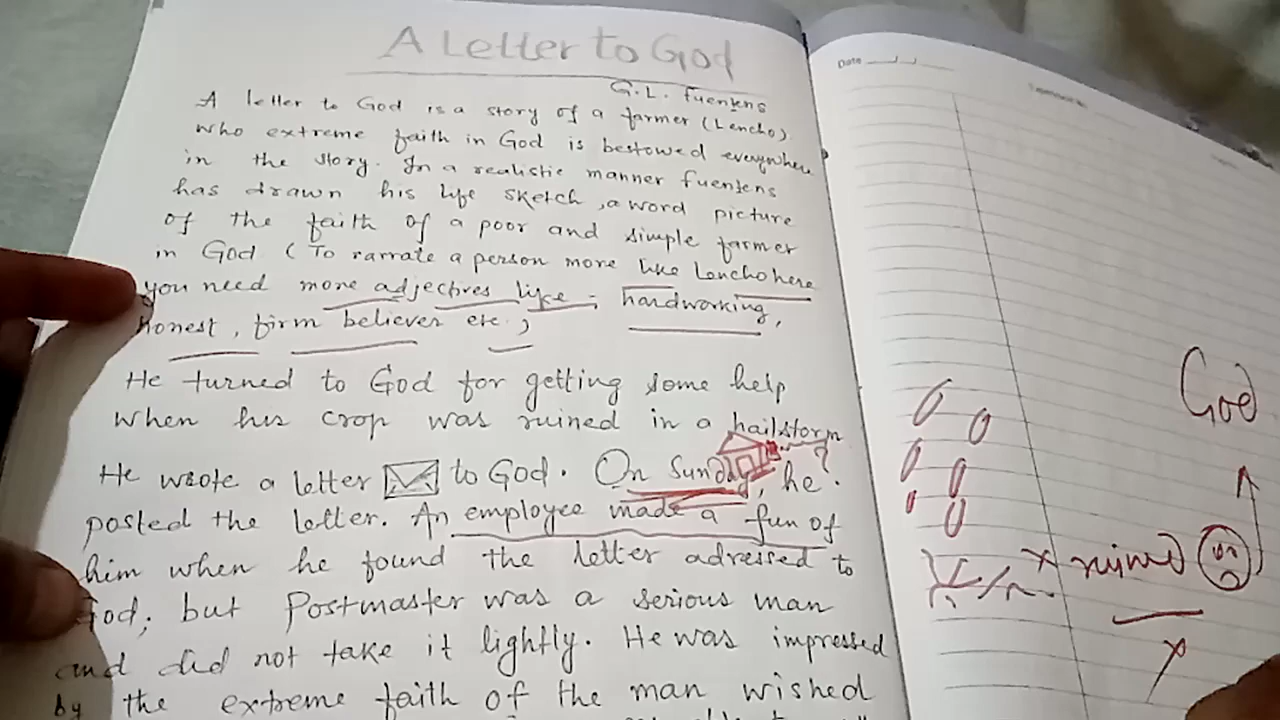 A Letter to God
G.L. Fuentens
A letter to God is a story of a farmer (Lencho)
who extreme faith in God is bestowed everywhere
in the story. In a realistic manner fuentens
has drawn his life sketch, a word picture
of the faith of a poor and simple farmer
in God (To narrate a person more like Lencho here
you need more adjectives like - hardworking,
honest, firm believer etc.)
He turned to God for getting some help
when his crop was ruined in a hailstorm
He wrote a letter to God. On Sunday, he
posted the letter. An employee made a fun of
him when he found the letter adressed to
God; but Postmaster was a serious man
and did not take it lightly. He was impressed
by the extreme faith of the man wished
Date
God
ruined